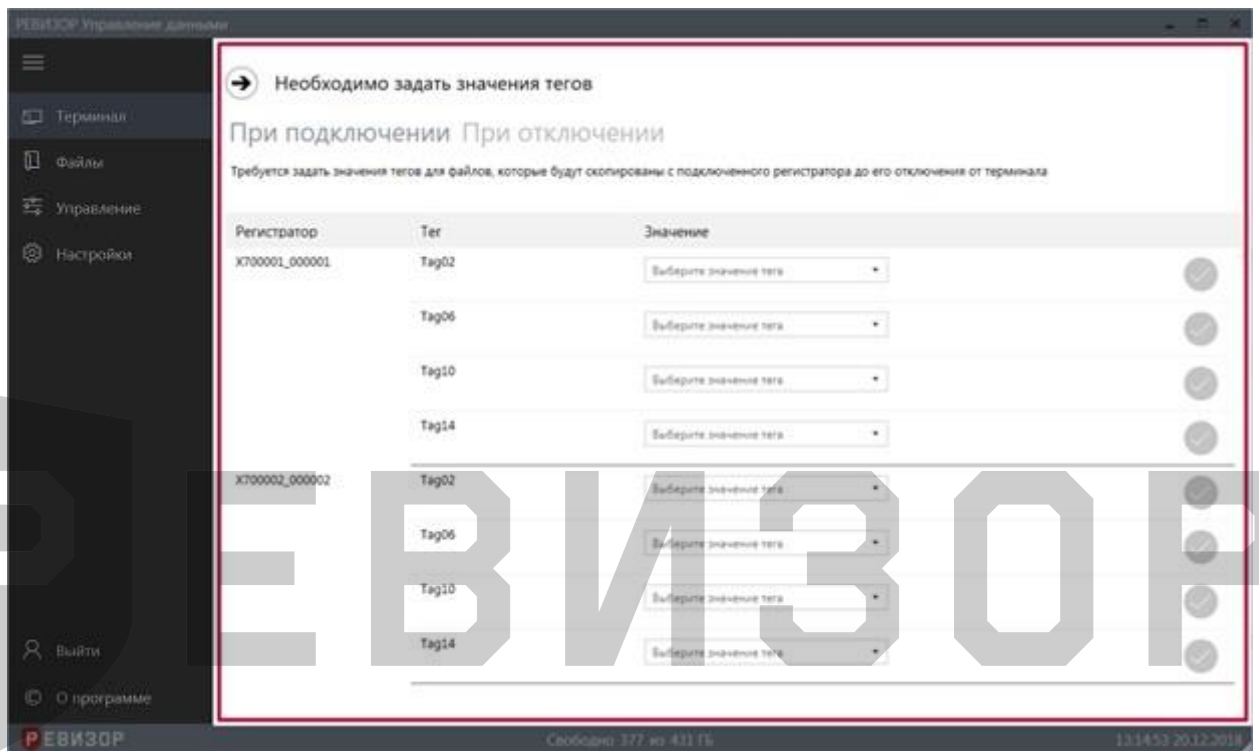 РЕВИЗОР Управление данными
Необходимо задать значения тегов
Терминал
При подключении При отключении
Файлы
Требуется задать значения тегов для файлов, которые будут скопированы с подключенного регистратора до его отключения от терминала
Управление
Регистратор Тег Значение
Настройки
X700001_000001 Tag02 Выберите значение тега
Tag06 Выберите значение тега
Tag10 Выберите значение тега
Tag14 Выберите значение тега
X700002_000002 Tag02 Выберите значение тега
Tag06 Выберите значение тега
Tag10 Выберите значение тега
Tag14 Выберите значение тега
Выйти
О программе
РЕВИЗОР Свободно 377 из 431 ГБ 13:14:53 20.12.2018
РЕВИЗОР